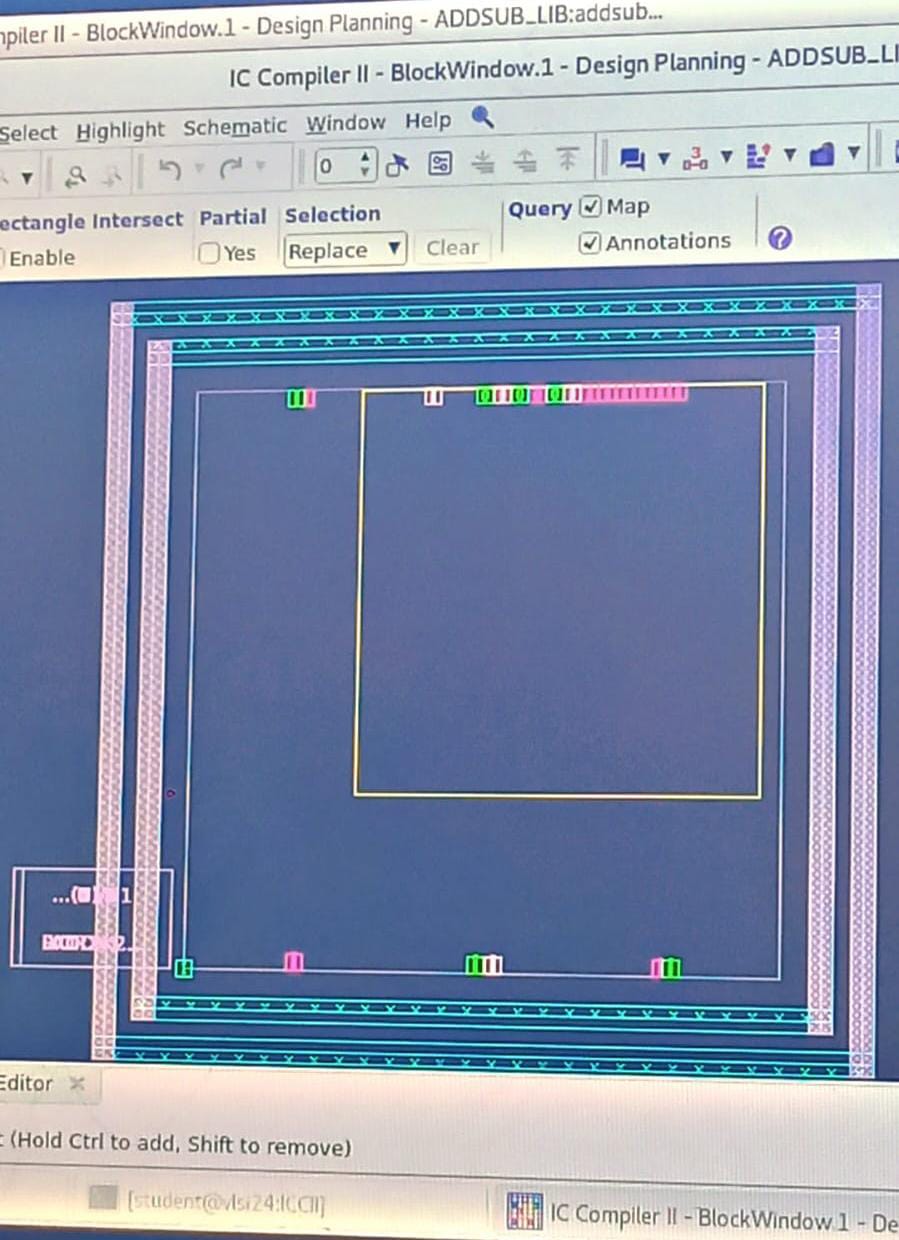 mpiler II - BlockWindow.1 - Design Planning - ADDSUB_LIB:addsub...
IC Compiler II - BlockWindow.1 - Design Planning - ADDSUB_LI
Select Highlight Schematic Window Help
0 3
ectangle Intersect Partial Selection Query Map
Enable Yes Replace Clear Annotations
...( 1
Editor
(Hold Ctrl to add, Shift to remove)
[student@vlsi24:ICCII] IC Compiler II - BlockWindow.1 - De